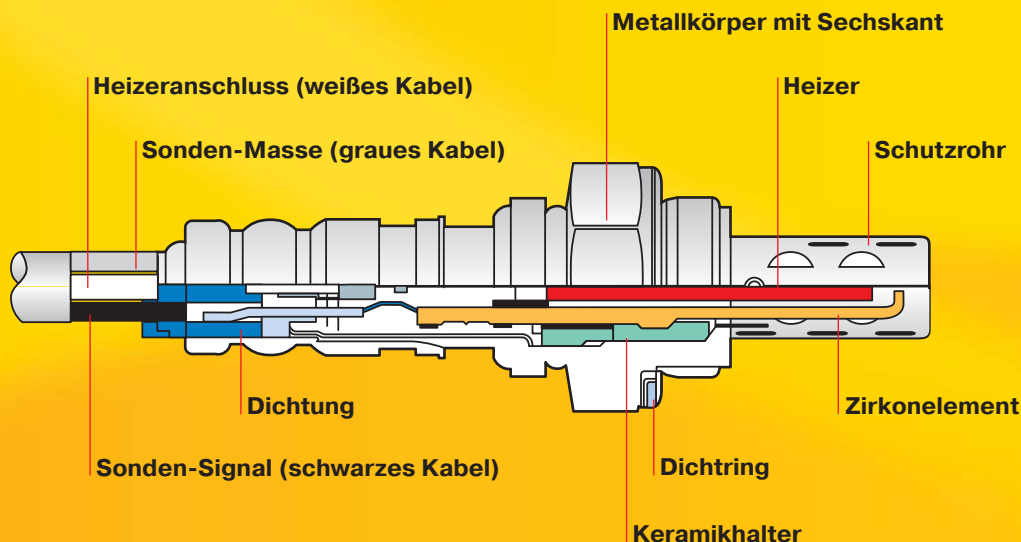 Metallkörper mit Sechskant
Heizeranschluss (weißes Kabel)
Heizer
Sonden-Masse (graues Kabel)
Schutzrohr
Dichtung
Zirkonelement
Sonden-Signal (schwarzes Kabel)
Dichtring
Keramikhalter